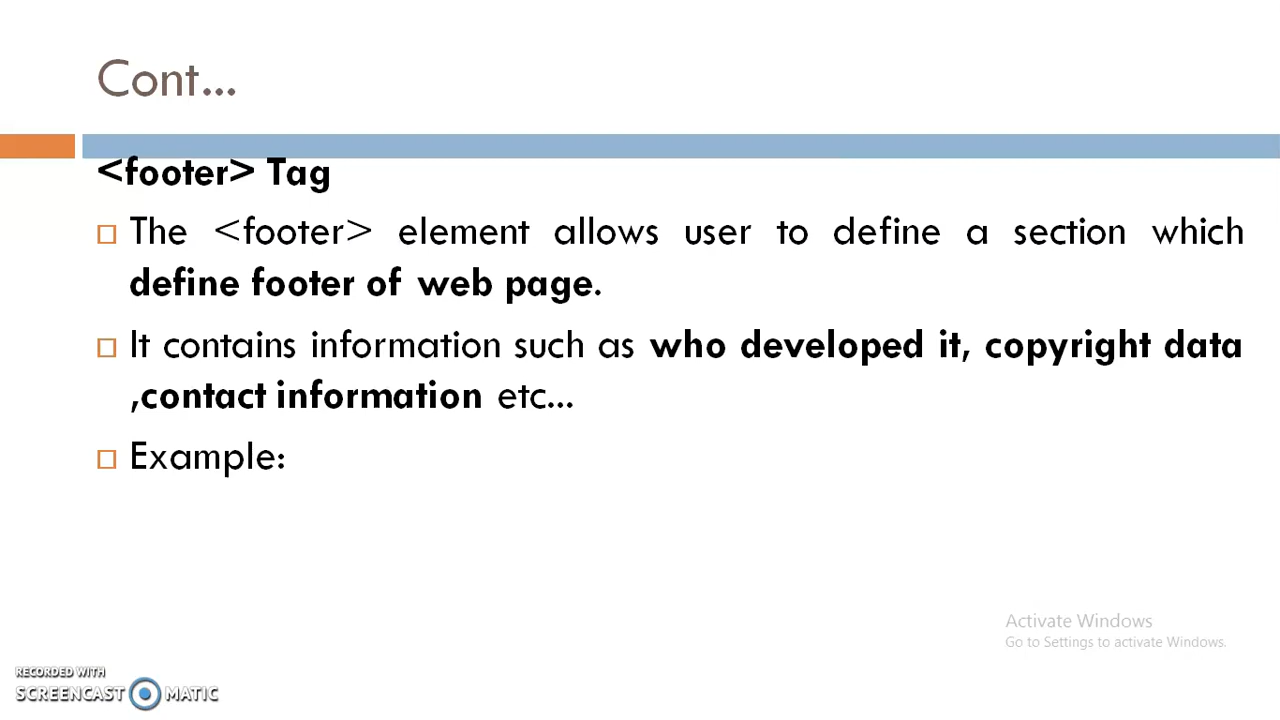 Cont...
<footer> Tag
The <footer> element allows user to define a section which
define footer of web page.
It contains information such as who developed it, copyright data
,contact information etc...
Example:
Activate Windows
Go to Settings to activate Windows.
RECORDED WITH
SCREENCAST MATIC